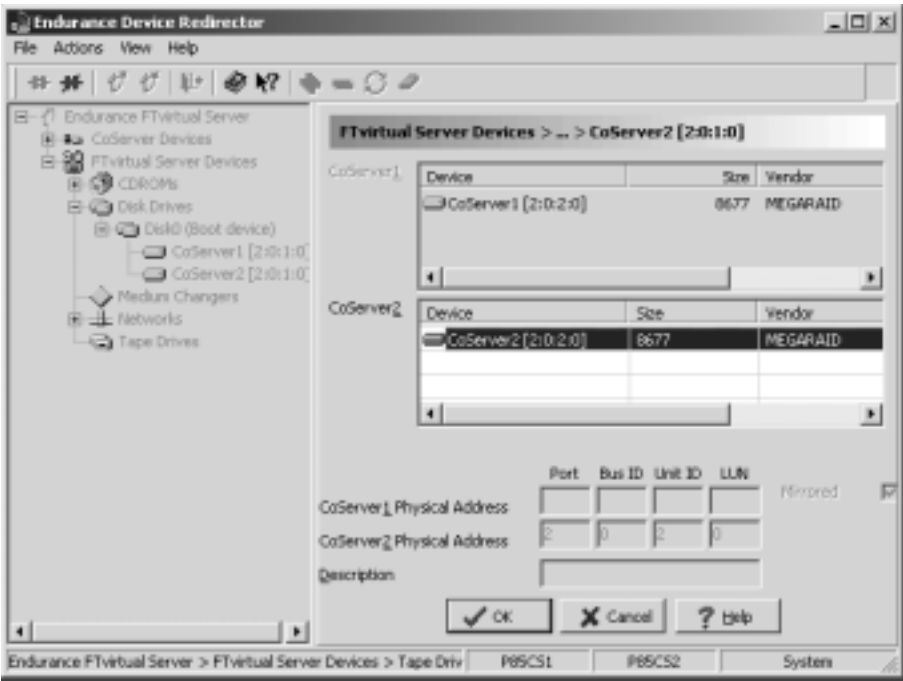 Endurance Device Redirector
File Actions View Help
Endurance FTvirtual Server
CoServer Devices
FTvirtual Server Devices
CDROMs
Disk Drives
Disk0 (Boot device)
CoServer1 [2:0:1:0]
CoServer2 [2:0:1:0]
Medium Changers
Networks
Tape Drives
FTvirtual Server Devices > ... > CoServer2 [2:0:1:0]
CoServer1
Device Size Vendor
CoServer1 [2:0:2:0] 8677 MEGARAID
CoServer2
Device Size Vendor
CoServer2 [2:0:2:0] 8677 MEGARAID
Port Bus ID Unit ID LUN
Mirrored
CoServer1 Physical Address
CoServer2 Physical Address 2 0 2 0
Description
OK Cancel Help
Endurance FTvirtual Server > FTvirtual Server Devices > Tape Driv P85CS1 P85CS2 System